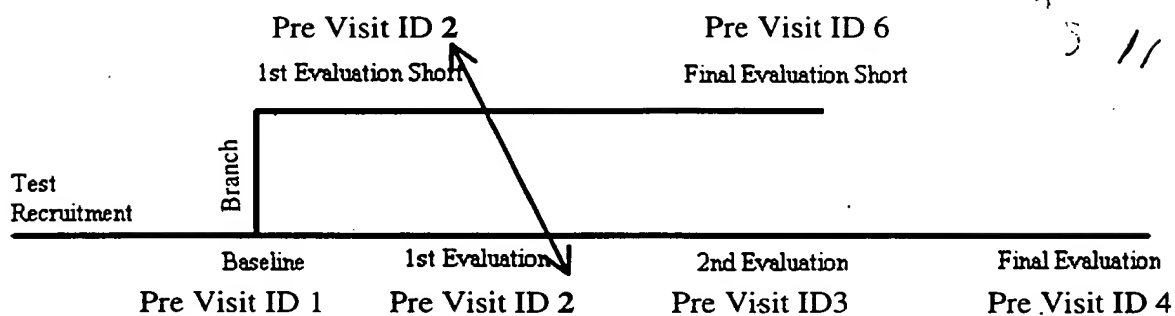 Pre Visit ID 2
Pre Visit ID 6
1st Evaluation Short
Final Evaluation Short
Branch
Test
Recruitment
Baseline
1st Evaluation
2nd Evaluation
Final Evaluation
Pre Visit ID 1
Pre Visit ID 2
Pre Visit ID3
Pre Visit ID 4